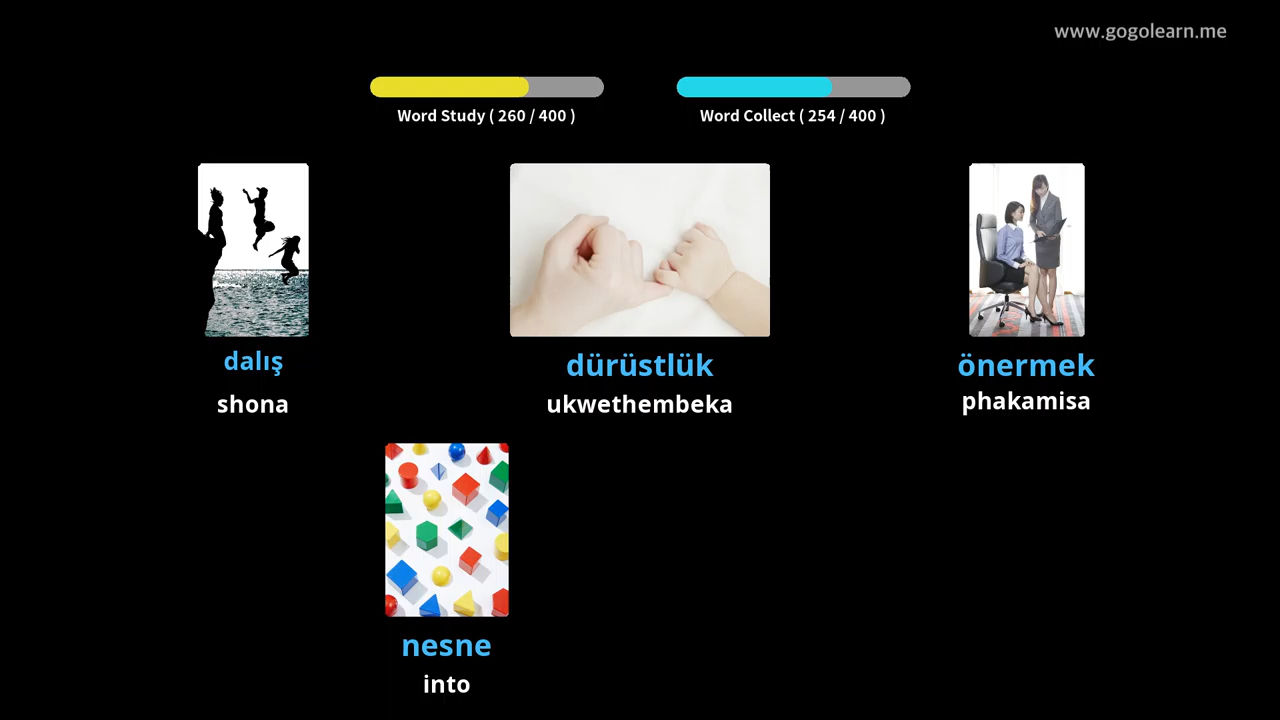 www.gogolearn.me
Word Study ( 260 / 400 )
Word Collect ( 254 / 400 )
dalış
shona
dürüstlük
ukwethembeka
önermek
phakamisa
nesne
into